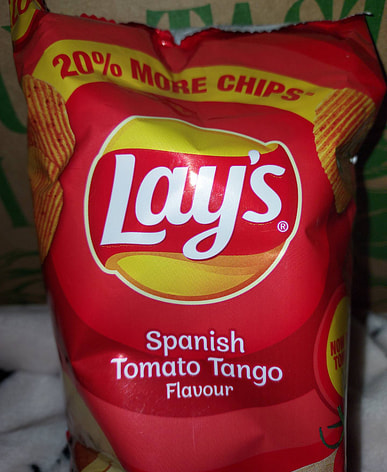 20% MORE CHIPS*
Lay's®
Spanish
Tomato Tango
Flavour